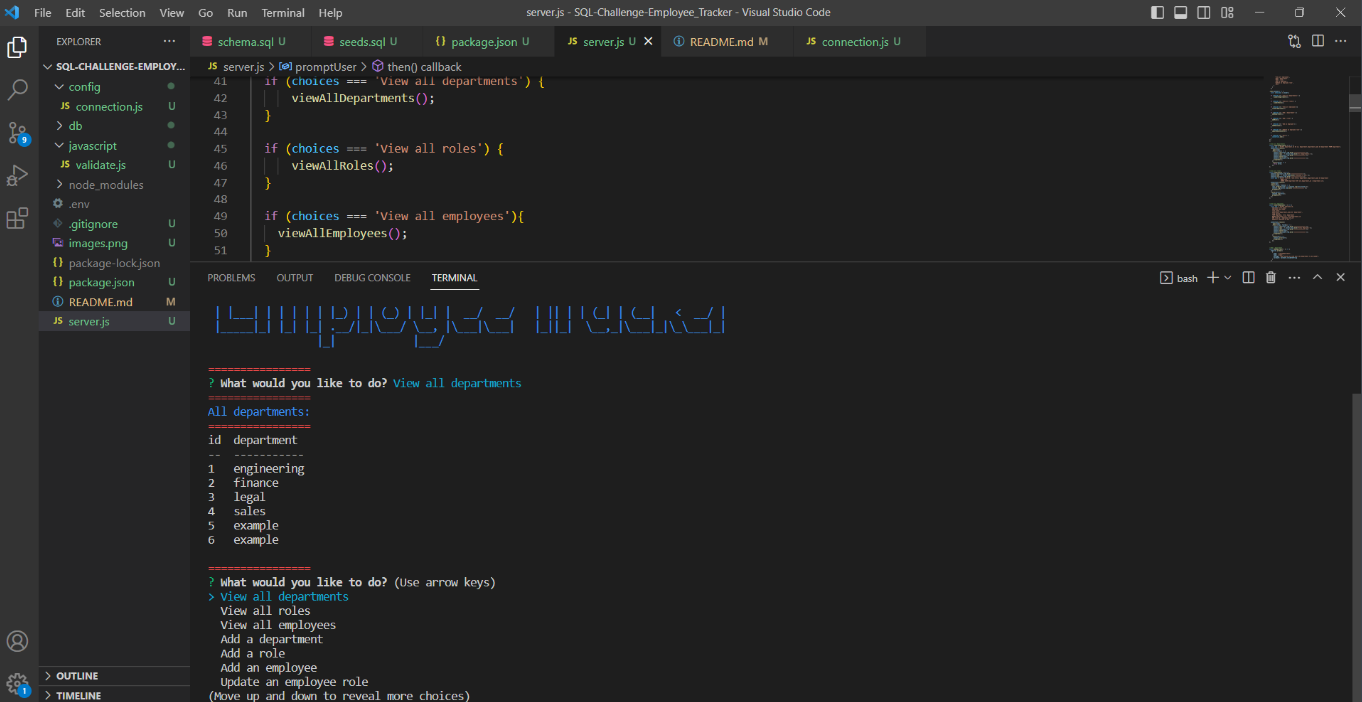 File Edit Selection View Go Run Terminal Help
server.js - SQL-Challenge-Employee_Tracker - Visual Studio Code
EXPLORER
SQL-CHALLENGE-EMPLOY...
config
JS connection.js U
db
javascript
JS validate.js U
node_modules
.env
.gitignore U
images.png U
{} package-lock.json
{} package.json U
README.md M
JS server.js U
OUTLINE
TIMELINE
9
1
schema.sql U
seeds.sql U
{} package.json U
JS server.js U
README.md M
JS connection.js U
JS server.js > promptUser > then() callback
41 if (choices === 'View all departments') {
42 viewAllDepartments();
43 }
44
45 if (choices === 'View all roles') {
46 viewAllRoles();
47 }
48
49 if (choices === 'View all employees'){
50 viewAllEmployees();
51 }
PROBLEMS OUTPUT DEBUG CONSOLE TERMINAL
bash
================
? What would you like to do? View all departments
================
All departments:
================
id department
-- -----------
1 engineering
2 finance
3 legal
4 sales
5 example
6 example
================
? What would you like to do? (Use arrow keys)
> View all departments
View all roles
View all employees
Add a department
Add a role
Add an employee
Update an employee role
(Move up and down to reveal more choices)